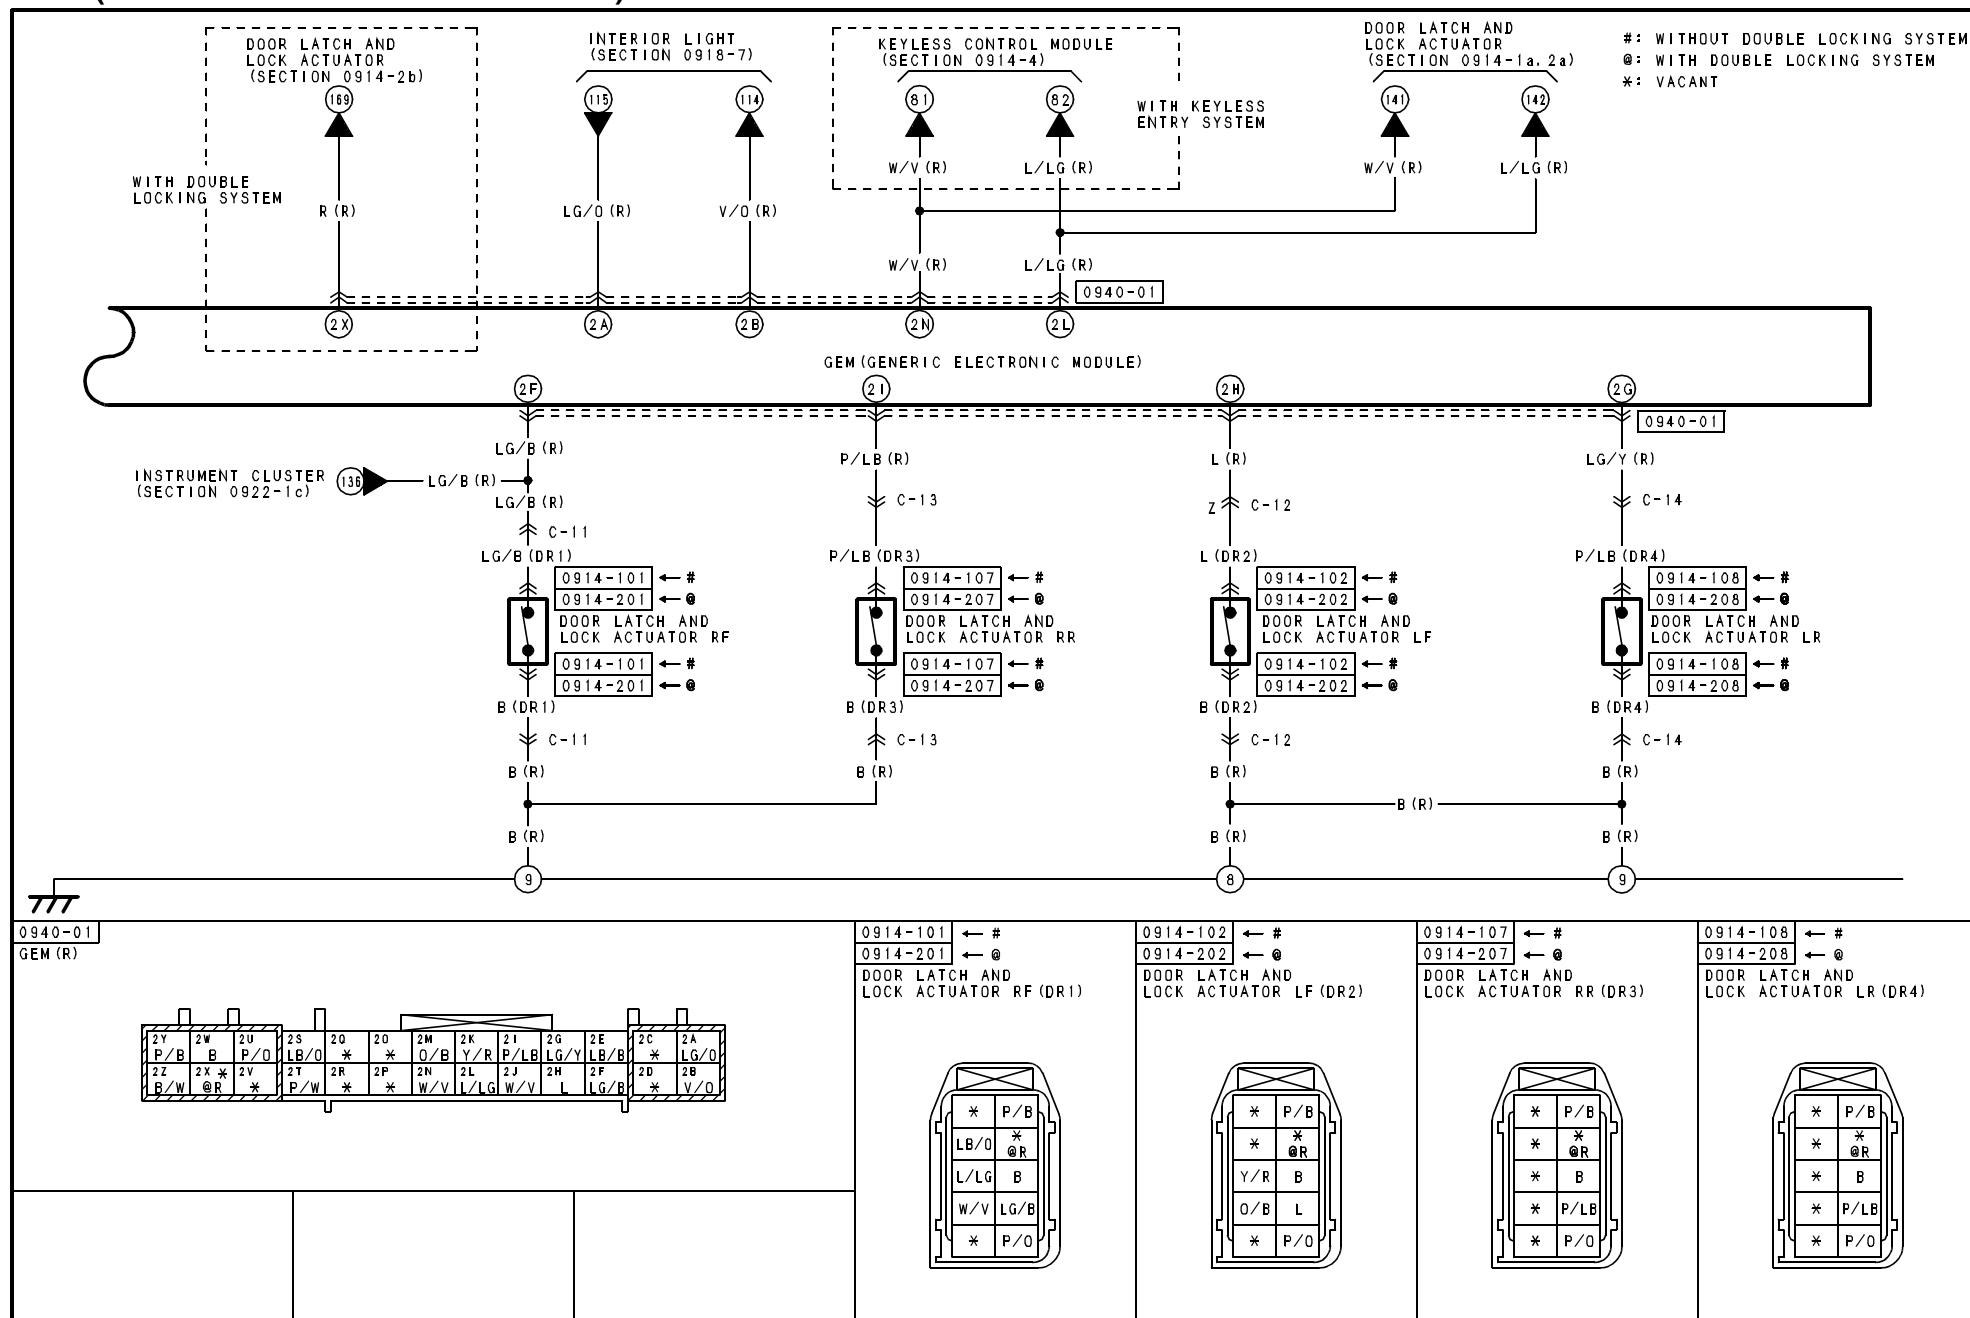 DOOR LATCH AND
LOCK ACTUATOR
(SECTION 0914-2b)
INTERIOR LIGHT
(SECTION 0918-7)
KEYLESS CONTROL MODULE
(SECTION 0914-4)
DOOR LATCH AND
LOCK ACTUATOR
(SECTION 0914-1a.2a)
#: WITHOUT DOUBLE LOCKING SYSTEM
@: WITH DOUBLE LOCKING SYSTEM
*: VACANT
169 115 114 81 82 141 142
WITH KEYLESS
ENTRY SYSTEM
W/V (R) L/LG (R) W/V (R) L/LG (R)
WITH DOUBLE
LOCKING SYSTEM
R (R) LG/O (R) V/O (R)
W/V (R) L/LG (R)
0940-01
2X 2A 2B 2N 2L
GEM (GENERIC ELECTRONIC MODULE)
2F 2I 2H 2G
0940-01
LG/B (R) P/LB (R) L (R) LG/Y (R)
INSTRUMENT CLUSTER
(SECTION 0922-1c)
136 LG/B (R)
LG/B (R) C-13 Z C-12 C-14
C-11
LG/B (DR1) P/LB (DR3) L (DR2) P/LB (DR4)
0914-101 ← # 0914-107 ← # 0914-102 ← # 0914-108 ← #
0914-201 ← @ 0914-207 ← @ 0914-202 ← @ 0914-208 ← @
DOOR LATCH AND DOOR LATCH AND DOOR LATCH AND DOOR LATCH AND
LOCK ACTUATOR RF LOCK ACTUATOR RR LOCK ACTUATOR LF LOCK ACTUATOR LR
0914-101 ← # 0914-107 ← # 0914-102 ← # 0914-108 ← #
0914-201 ← @ 0914-207 ← @ 0914-202 ← @ 0914-208 ← @
B (DR1) B (DR3) B (DR2) B (DR4)
C-11 C-13 C-12 C-14
B (R) B (R) B (R) B (R)
B (R)
B (R) B (R) B (R)
9 8 9
0940-01
GEM (R)
2Y 2W 2U 2S 2Q 2O 2M 2K 2I 2G 2E 2C 2A
P/B B P/O LB/O * * O/B Y/R P/LB LG/Y LB/B * LG/O
2Z 2X * 2V 2T 2R 2P 2N 2L 2J 2H 2F 2D 2B
B/W @R * P/W * * W/V L/LG W/V L LG/B * V/O
0914-101 ← #
0914-201 ← @
DOOR LATCH AND
LOCK ACTUATOR RF (DR1)
* P/B
LB/O * @R
L/LG B
W/V LG/B
* P/O
0914-102 ← #
0914-202 ← @
DOOR LATCH AND
LOCK ACTUATOR LF (DR2)
* P/B
* * @R
Y/R B
O/B L
* P/O
0914-107 ← #
0914-207 ← @
DOOR LATCH AND
LOCK ACTUATOR RR (DR3)
* P/B
* * @R
* B
* P/LB
* P/O
0914-108 ← #
0914-208 ← @
DOOR LATCH AND
LOCK ACTUATOR LR (DR4)
* P/B
* * @R
* B
* P/LB
* P/O